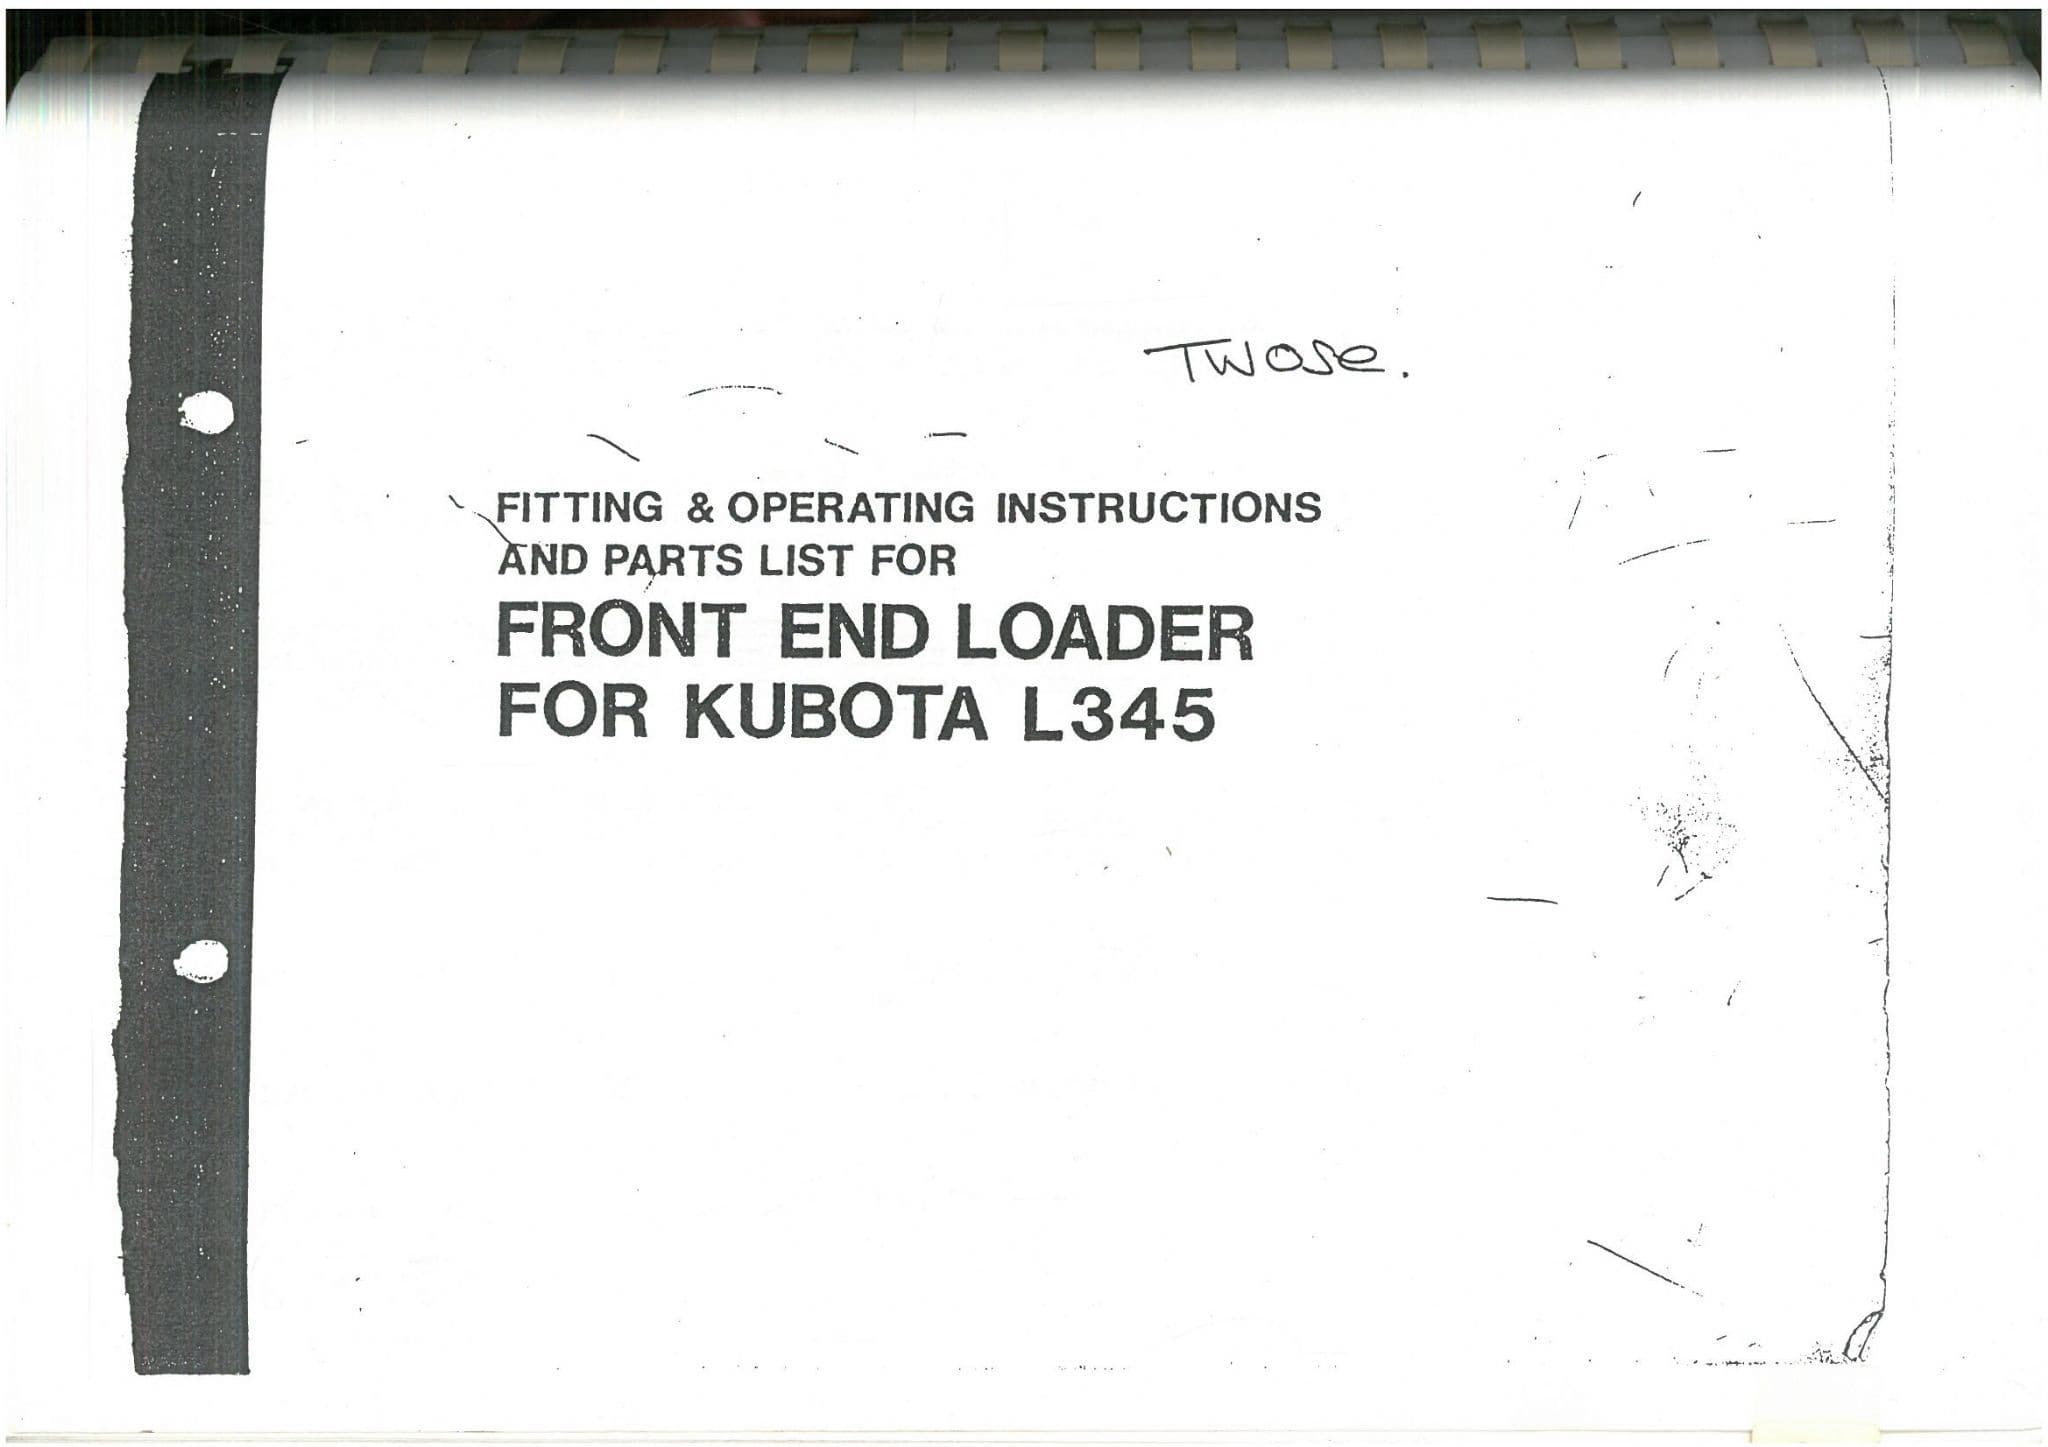 Twose.
FITTING & OPERATING INSTRUCTIONS
AND PARTS LIST FOR
FRONT END LOADER
FOR KUBOTA L345